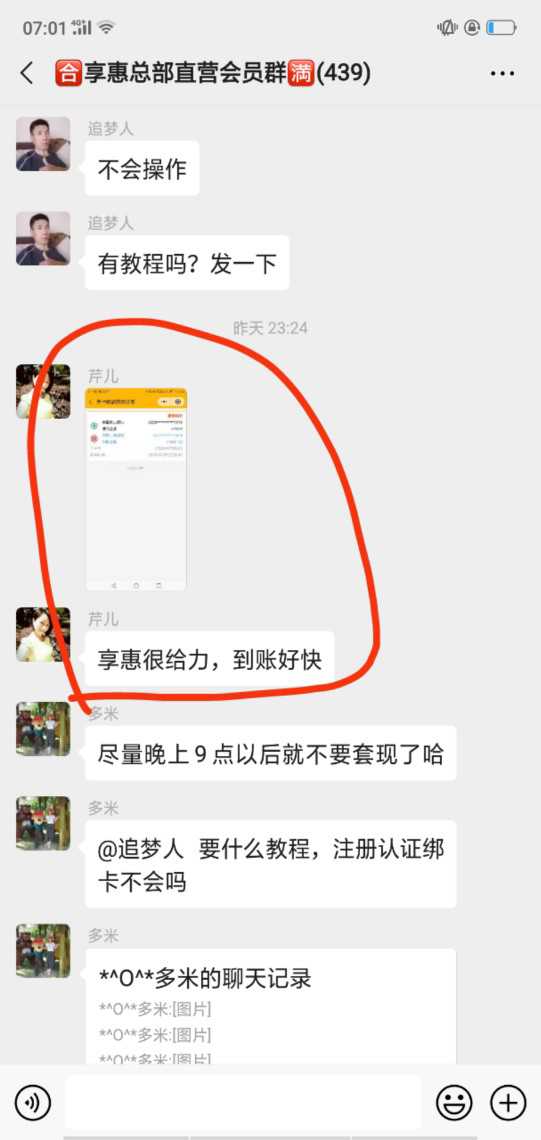 07:01 4G+
合享惠总部直营会员群满(439)
追梦人
不会操作
追梦人
有教程吗？发一下
昨天 23:24
芹儿
芹儿
享惠很给力，到账好快
多米
尽量晚上9点以后就不要套现了哈
多米
@追梦人 要什么教程，注册认证绑
卡不会吗
多米
*^O^*多米的聊天记录
*^O^*多米:[图片]
*^O^*多米:[图片]
*^O^*多米:[图片]